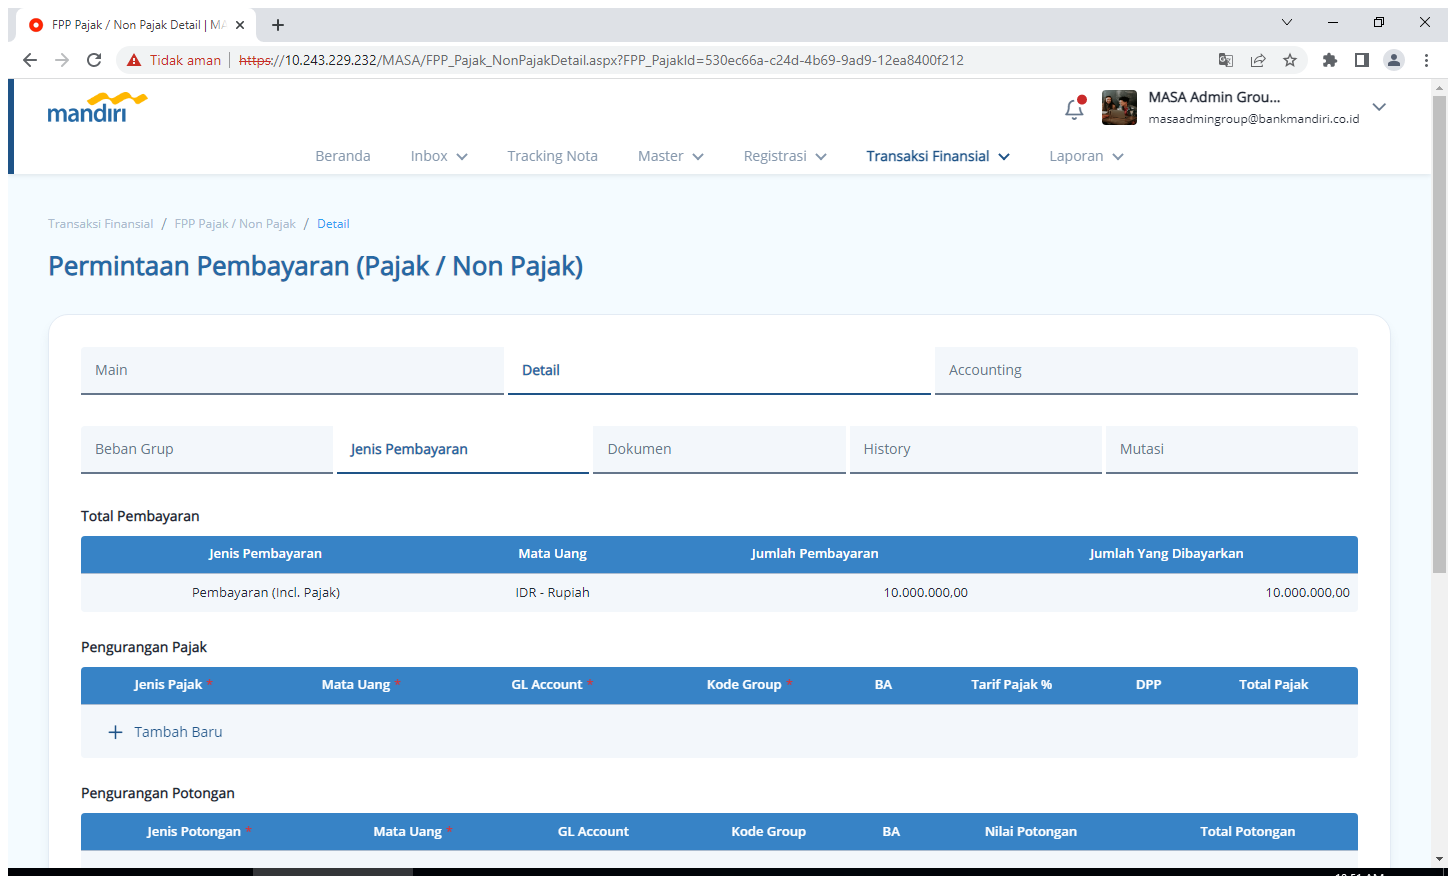 FPP Pajak / Non Pajak Detail | MA
Tidak aman
https://10.243.229.232/MASA/FPP_Pajak_NonPajakDetail.aspx?FPP_PajakId=530ec66a-c24d-4b69-9ad9-12ea8400f212
mandiri
MASA Admin Grou...
masaadmingroup@bankmandiri.co.id
Beranda Inbox Tracking Nota Master Registrasi Transaksi Finansial Laporan
Transaksi Finansial / FPP Pajak / Non Pajak / Detail
Permintaan Pembayaran (Pajak / Non Pajak)
Main Detail Accounting
Beban Grup Jenis Pembayaran Dokumen History Mutasi
Total Pembayaran
Jenis Pembayaran Mata Uang Jumlah Pembayaran Jumlah Yang Dibayarkan
Pembayaran (Incl. Pajak) IDR - Rupiah 10.000.000,00 10.000.000,00
Pengurangan Pajak
Jenis Pajak * Mata Uang * GL Account * Kode Group * BA Tarif Pajak % DPP Total Pajak
+ Tambah Baru
Pengurangan Potongan
Jenis Potongan * Mata Uang * GL Account Kode Group BA Nilai Potongan Total Potongan